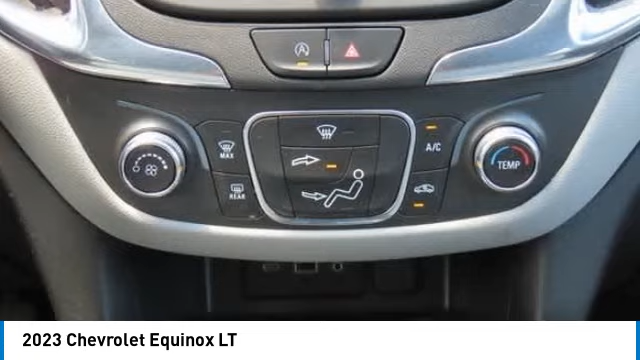 A
MAX
A/C
TEMP
REAR
2023 Chevrolet Equinox LT